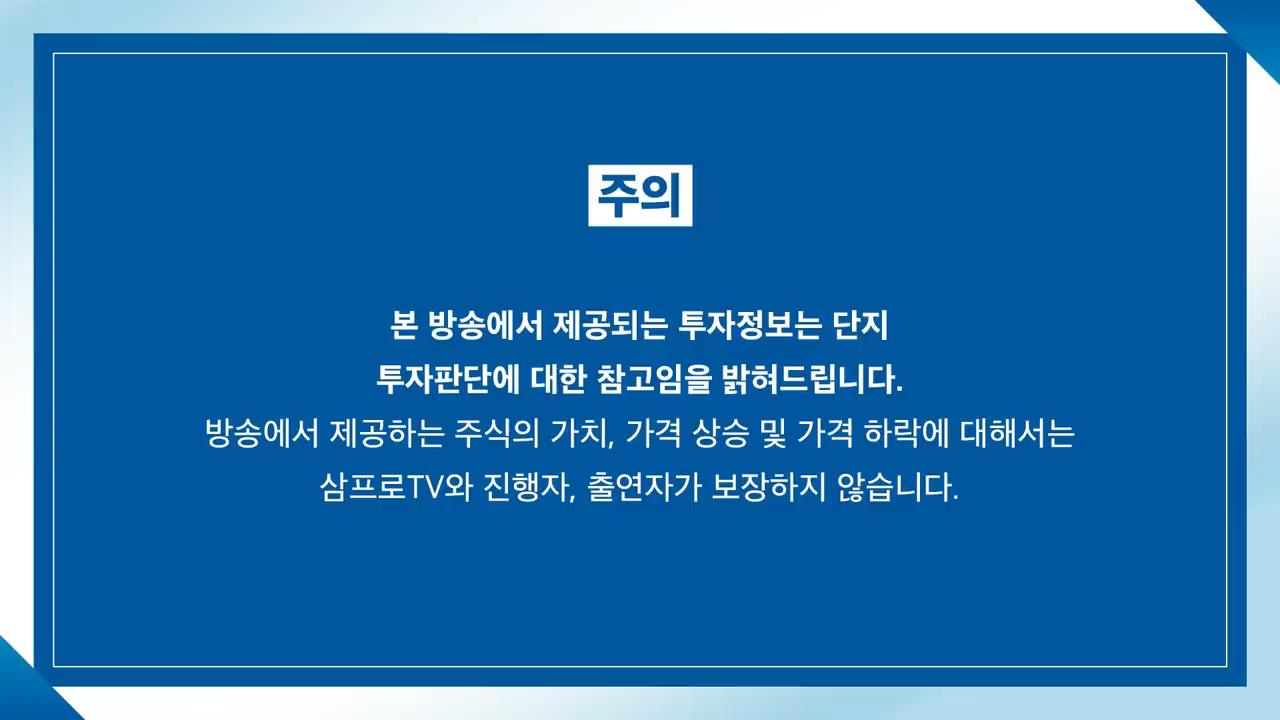 주의
본 방송에서 제공되는 투자정보는 단지
투자판단에 대한 참고임을 밝혀드립니다.
방송에서 제공하는 주식의 가치, 가격 상승 및 가격 하락에 대해서는
삼프로TV와 진행자, 출연자가 보장하지 않습니다.